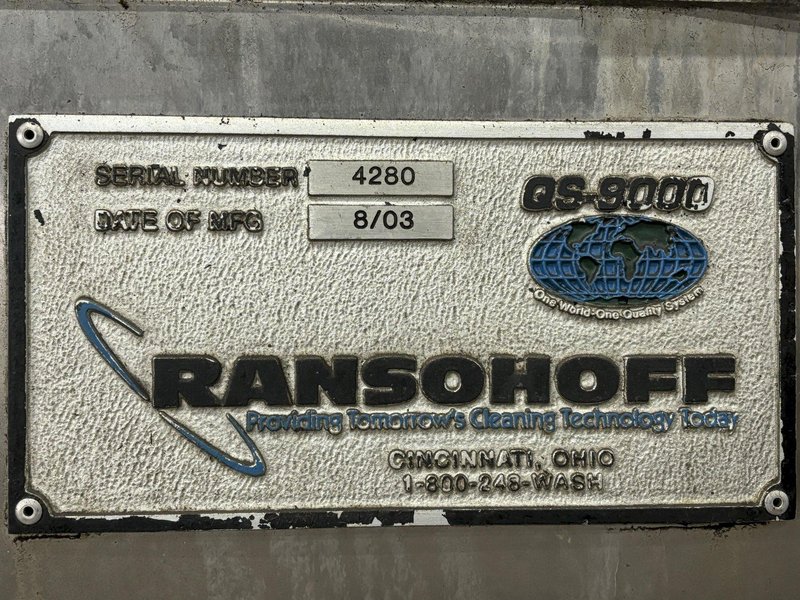 SERIAL NUMBER 4280
DATE OF MFG 8/03
QS-9000
One World-One Quality System
RANSOHOFF
Providing Tomorrow's Cleaning Technology Today
CINCINNATI, OHIO
1-800-248-WASH